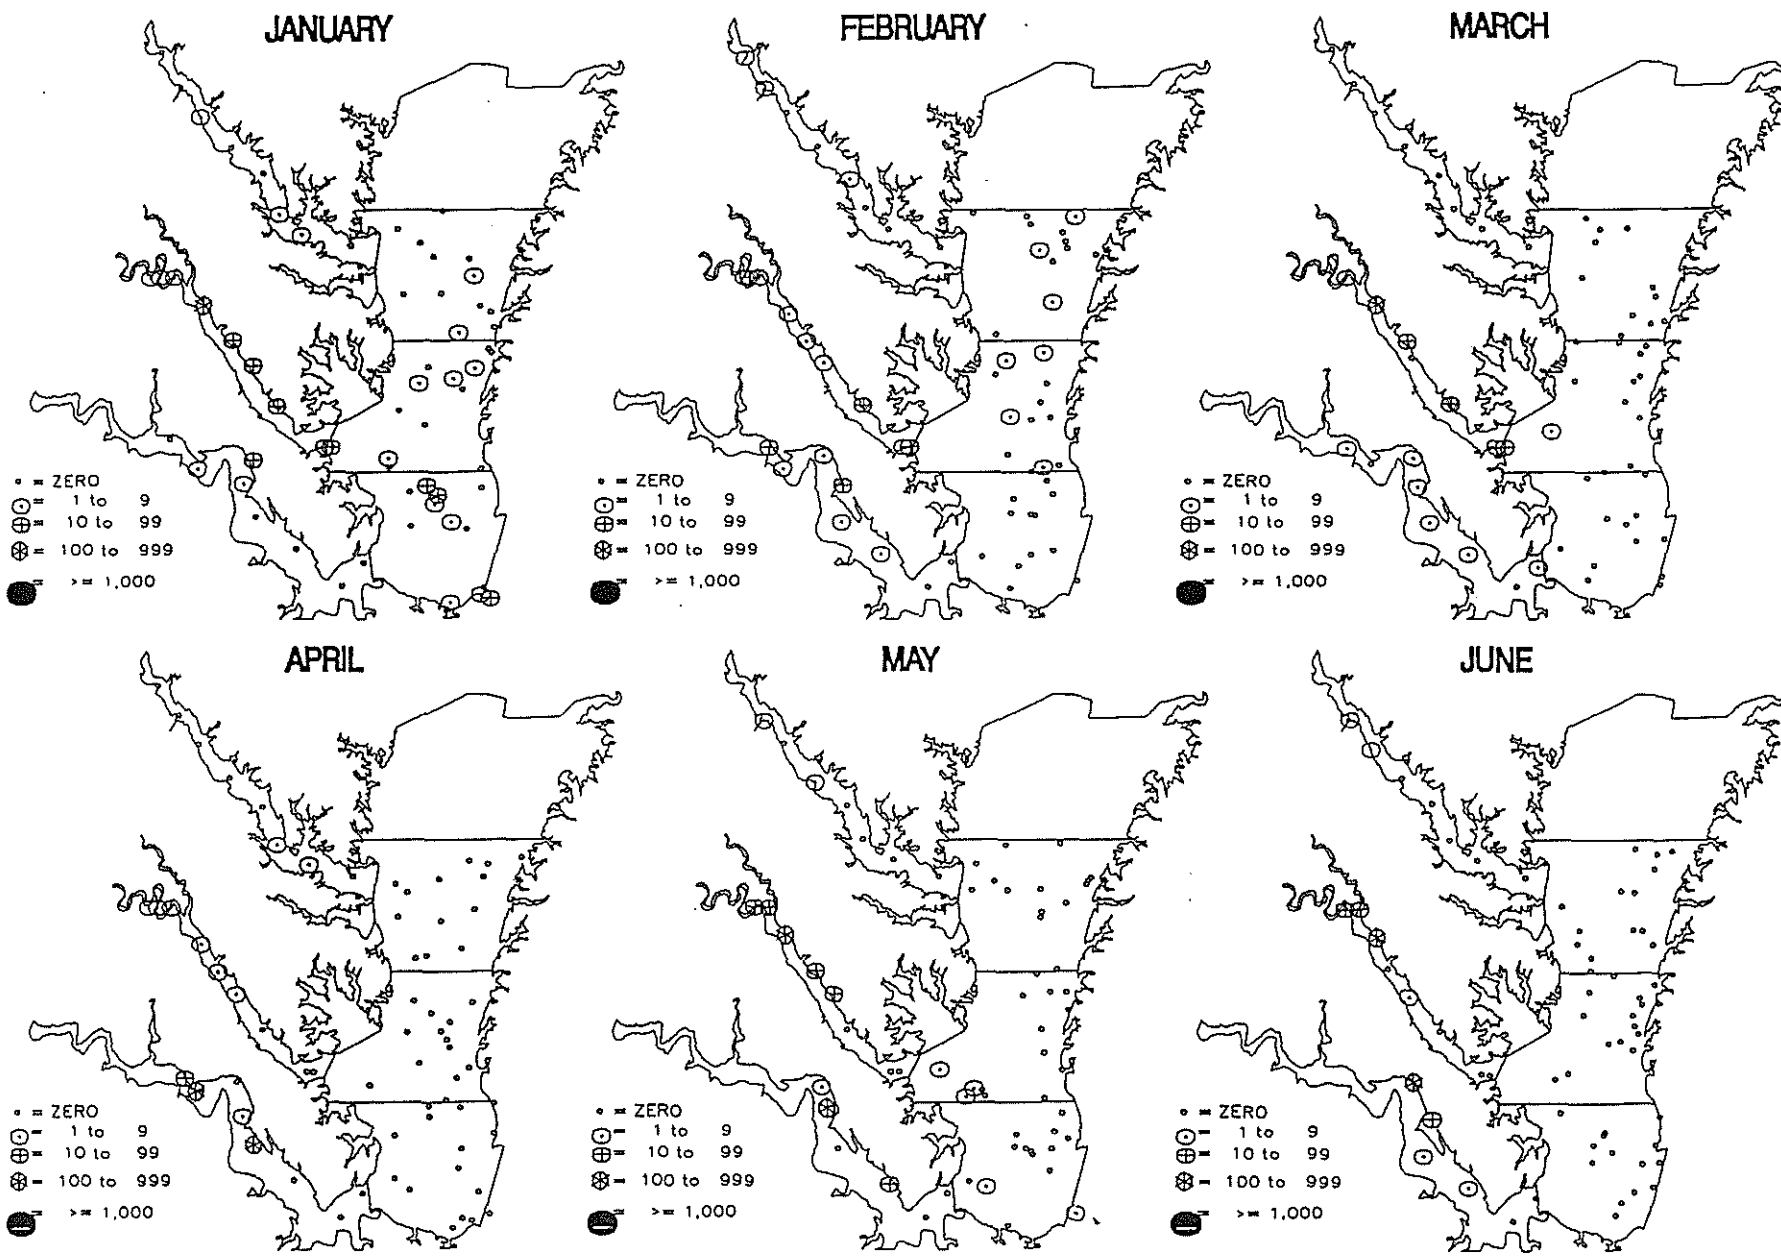 JANUARY
FEBRUARY
MARCH
= ZERO
= 1 to 9
= 10 to 99
= 100 to 999
= >= 1,000
= ZERO
= 1 to 9
= 10 to 99
= 100 to 999
= >= 1,000
= ZERO
= 1 to 9
= 10 to 99
= 100 to 999
= >= 1,000
APRIL
MAY
JUNE
= ZERO
= 1 to 9
= 10 to 99
= 100 to 999
= >= 1,000
= ZERO
= 1 to 9
= 10 to 99
= 100 to 999
= >= 1,000
= ZERO
= 1 to 9
= 10 to 99
= 100 to 999
= >= 1,000